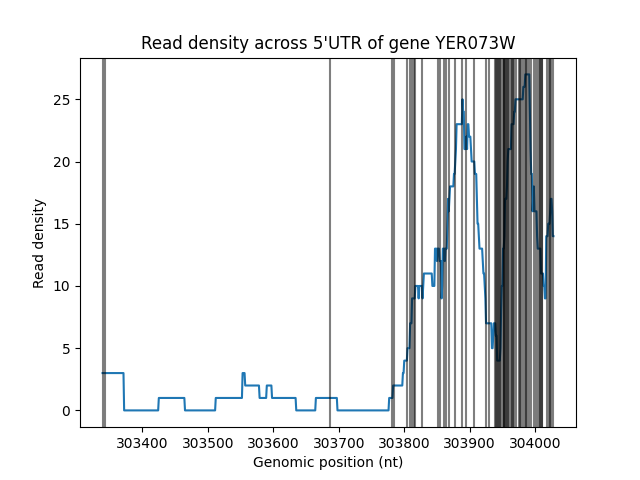 Read density across 5'UTR of gene YER073W
Read density
25
20
15
10
5
0
303400 303500 303600 303700 303800 303900 304000
Genomic position (nt)